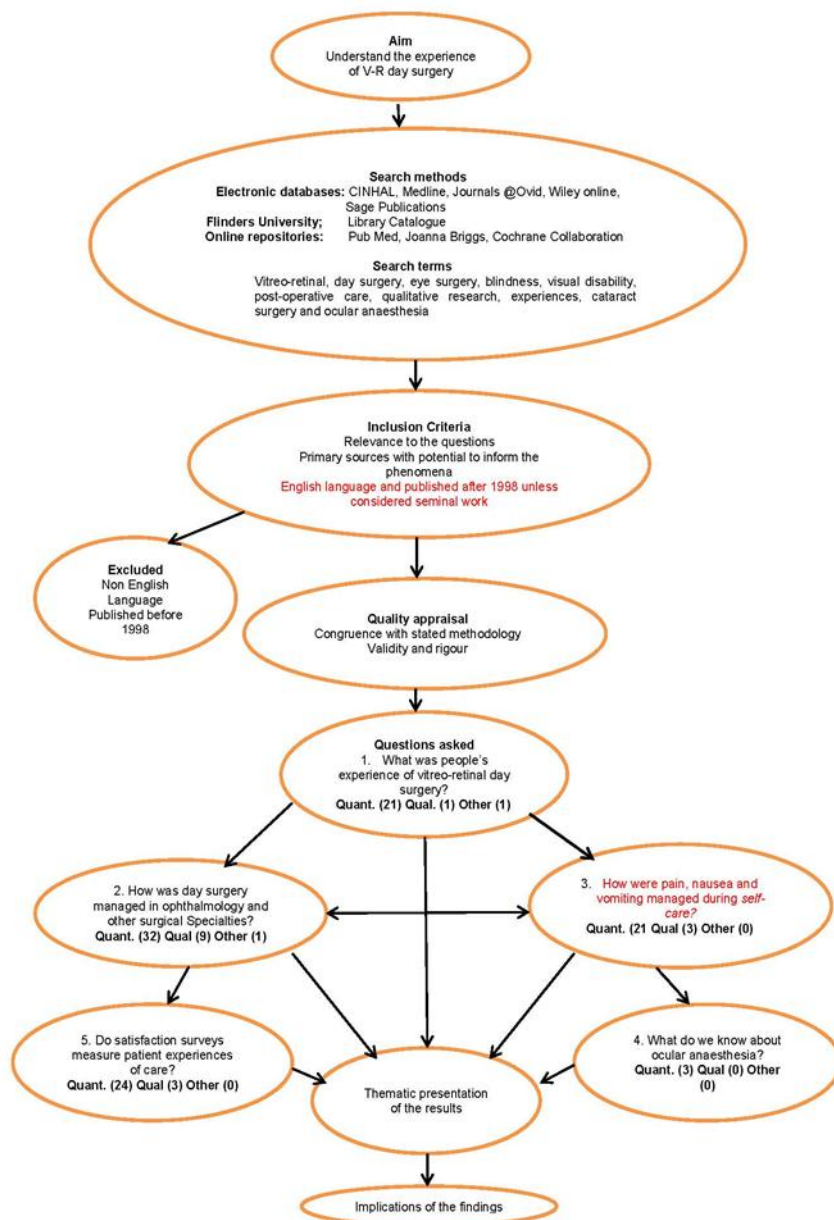 Aim
Understand the experience
of V-R day surgery
Search methods
Electronic databases: CINHAL, Medline, Journals @Ovid, Wiley online,
Sage Publications
Flinders University; Library Catalogue
Online repositories: Pub Med, Joanna Briggs, Cochrane Collaboration
Search terms
Vitreo-retinal, day surgery, eye surgery, blindness, visual disability,
post-operative care, qualitative research, experiences, cataract
surgery and ocular anaesthesia
Inclusion Criteria
Relevance to the questions
Primary sources with potential to inform the
phenomena
English language and published after 1998 unless
considered seminal work
Excluded
Non English
Language
Published before
1998
Quality appraisal
Congruence with stated methodology
Validity and rigour
Questions asked
1. What was people's
experience of vitreo-retinal day
surgery?
Quant. (21) Qual. (1) Other (1)
2. How was day surgery
managed in ophthalmology and
other surgical Specialties?
Quant. (32) Qual (9) Other (1)
3. How were pain, nausea and
vomiting managed during self-
care?
Quant. (21 Qual (3) Other (0)
5. Do satisfaction surveys
measure patient experiences
of care?
Quant. (24) Qual (3) Other (0)
4. What do we know about
ocular anaesthesia?
Quant. (3) Qual (0) Other
(0)
Thematic presentation
of the results
Implications of the findings